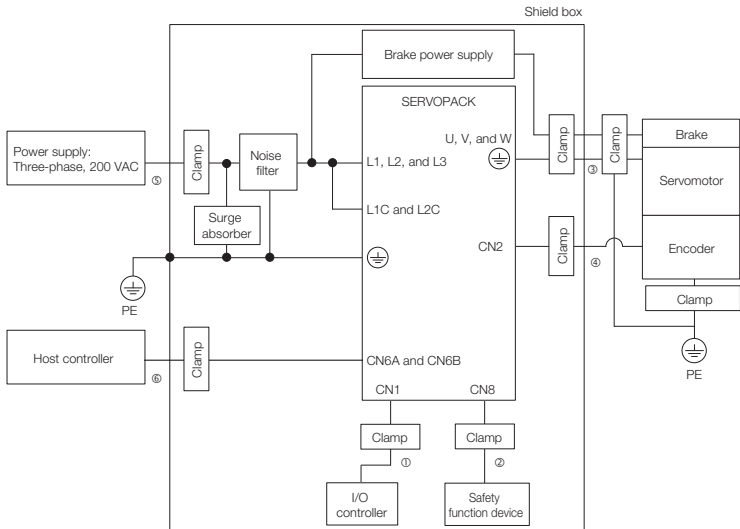 Shield box
Brake power supply
SERVOPACK
U, V, and W
Clamp
Clamp
Brake
Power supply:
Three-phase, 200 VAC
Clamp
Noise
filter
L1, L2, and L3
⑤
③
Servomotor
L1C and L2C
Surge
absorber
CN2
Clamp
Encoder
④
PE
Clamp
Host controller
Clamp
CN6A and CN6B
PE
⑥
CN1
CN8
Clamp
Clamp
①
②
I/O
controller
Safety
function device